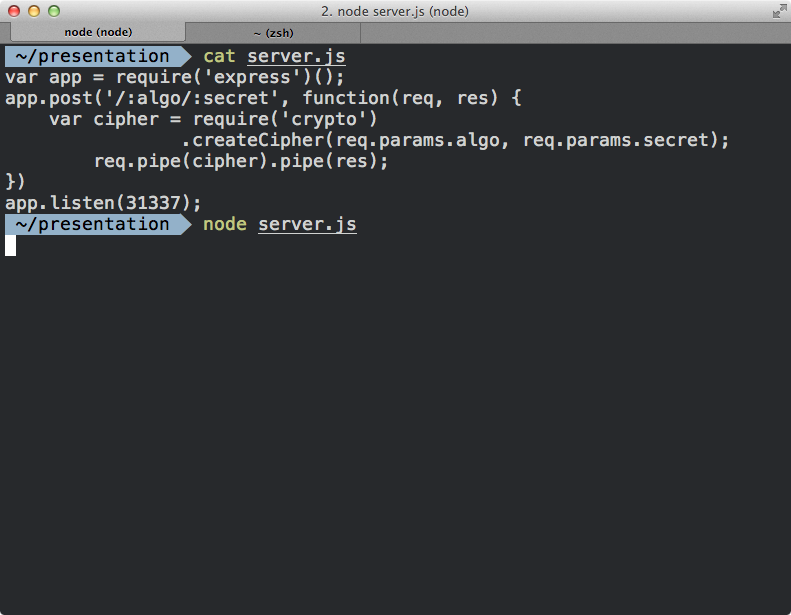 2. node server.js (node)
node (node)
~ (zsh)
~/presentation cat server.js
var app = require('express')();
app.post('/:algo/:secret', function(req, res) {
    var cipher = require('crypto')
                .createCipher(req.params.algo, req.params.secret);
        req.pipe(cipher).pipe(res);
})
app.listen(31337);
~/presentation node server.js